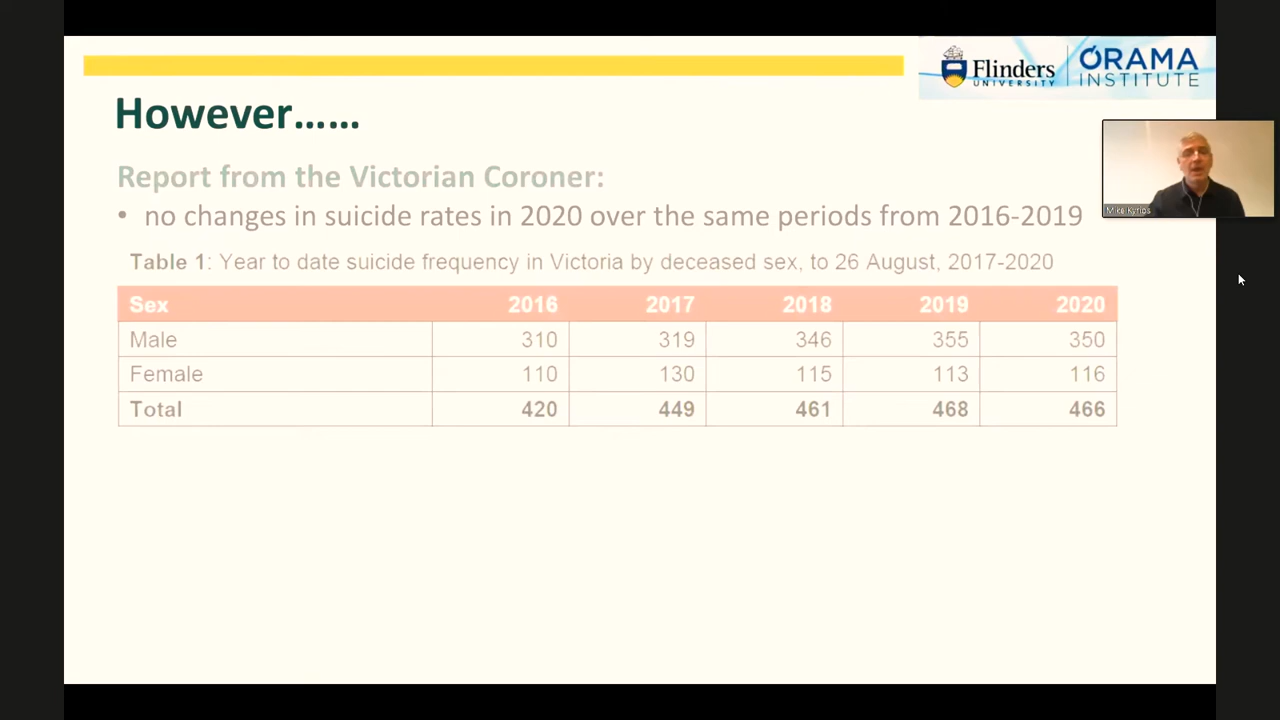 Flinders
UNIVERSITY
ÓRAMA
INSTITUTE
However……
Report from the Victorian Coroner:
• no changes in suicide rates in 2020 over the same periods from 2016-2019
Table 1: Year to date suicide frequency in Victoria by deceased sex, to 26 August, 2017-2020
Sex 2016 2017 2018 2019 2020
Male 310 319 346 355 350
Female 110 130 115 113 116
Total 420 449 461 468 466
Mike Kyrios